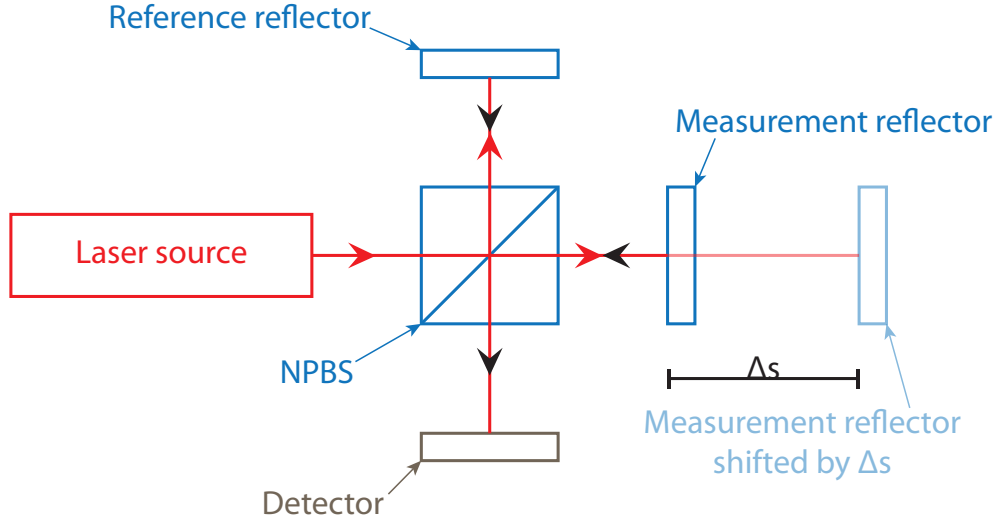 Reference reflector
Measurement reflector
Laser source
NPBS
Δs
Measurement reflector
shifted by Δs
Detector